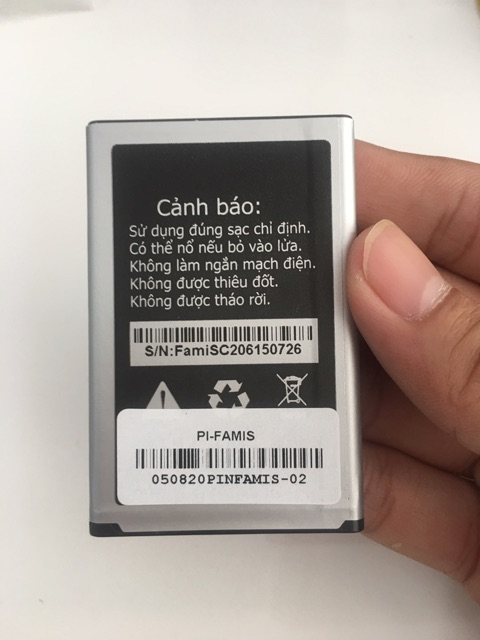 Cảnh báo:
Sử dụng đúng sạc chỉ định.
Có thể nổ nếu bỏ vào lửa.
Không làm ngắn mạch điện.
Không được thiêu đốt.
Không được tháo rời.
S/N:FamiSC206150726
PI-FAMIS
050820PINFAMIS-02